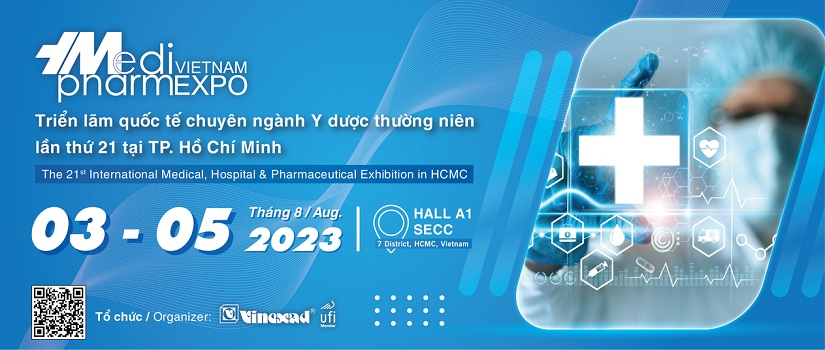 Medi VIETNAM
pharmEXPO
Triển lãm quốc tế chuyên ngành Y dược thường niên
lần thứ 21 tại TP. Hồ Chí Minh
The 21st International Medical, Hospital & Pharmaceutical Exhibition in HCMC
03 - 05
Tháng 8 / Aug.
2023
HALL A1
SECC
7 District, HCMC, Vietnam
Tổ chức / Organizer:
Vinexad
ufi
Member